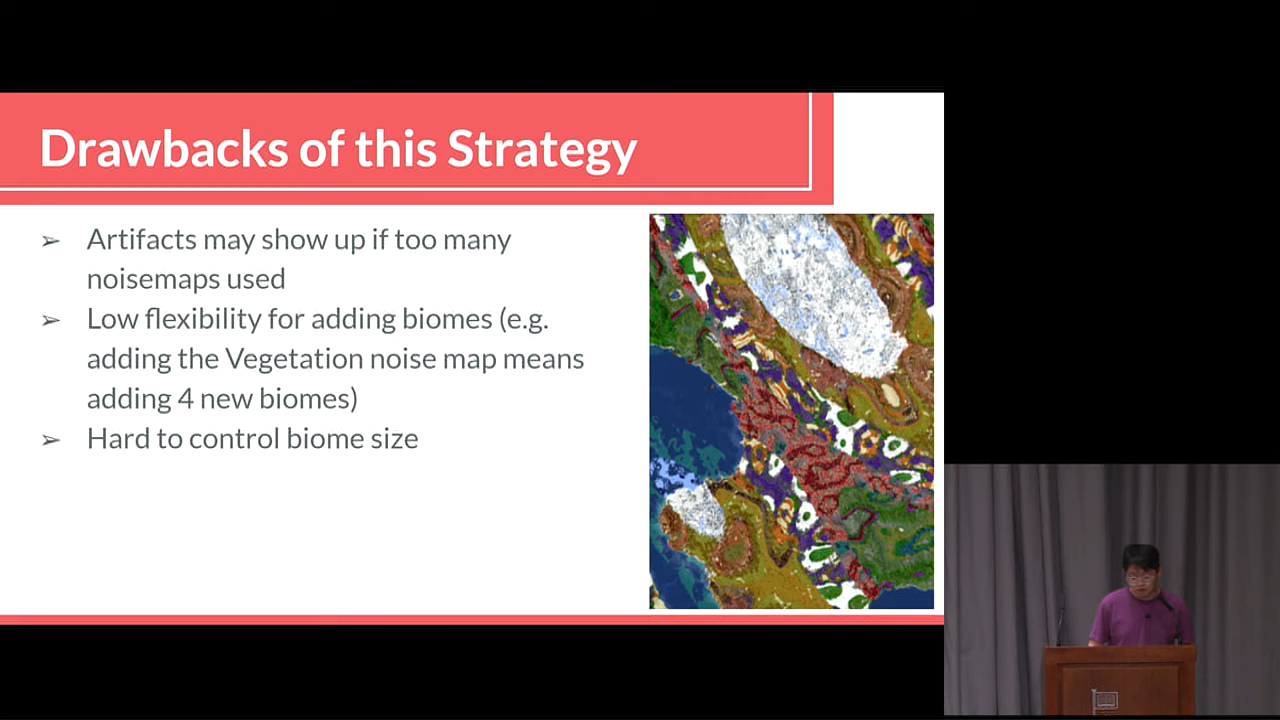 Drawbacks of this Strategy
➢ Artifacts may show up if too many
noisemaps used
➢ Low flexibility for adding biomes (e.g.
adding the Vegetation noise map means
adding 4 new biomes)
➢ Hard to control biome size